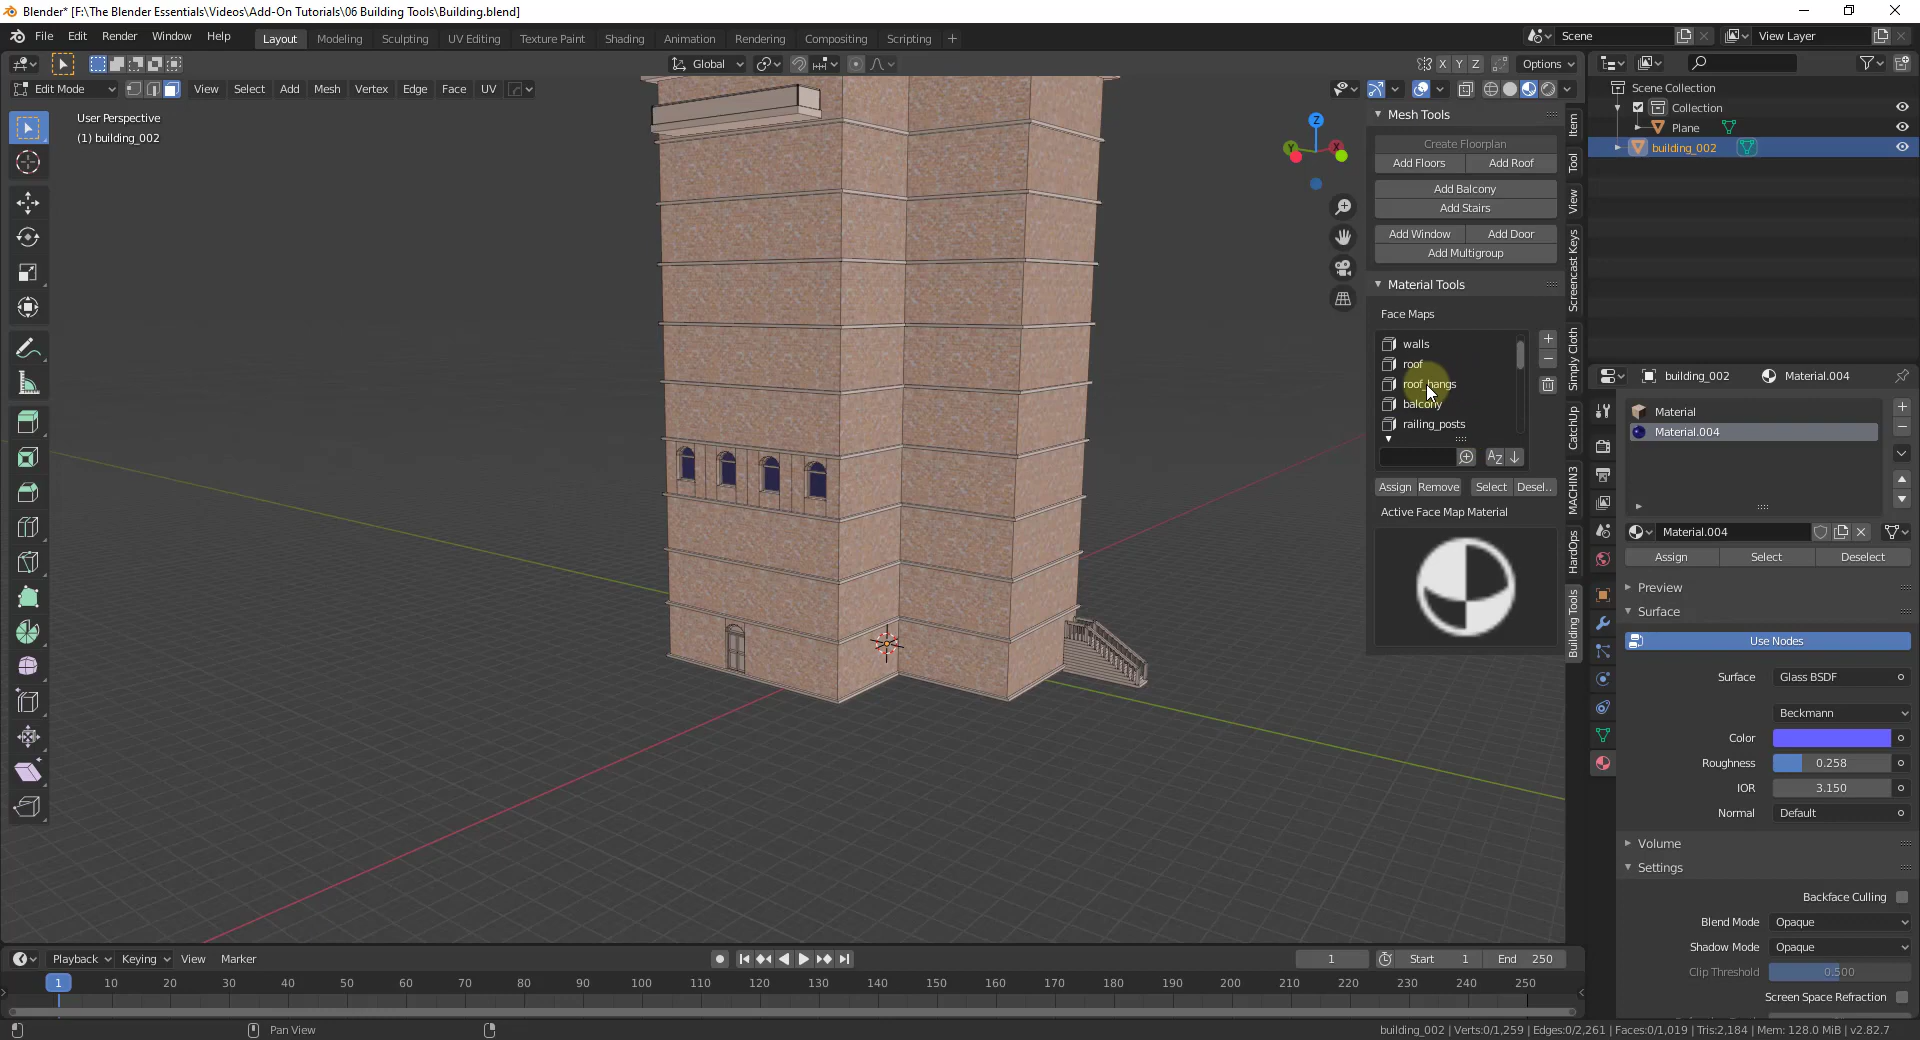 Blender* [F:\The Blender Essentials\Videos\Add-On Tutorials\06 Building Tools\Building.blend]
File Edit Render Window Help Layout Modeling Sculpting UV Editing Texture Paint Shading Animation Rendering Compositing Scripting + Scene View Layer
Global X Y Z Options
Edit Mode View Select Add Mesh Vertex Edge Face UV
User Perspective
(1) building_002
Z
Y
X
Mesh Tools
Create Floorplan
Add Floors Add Roof
Add Balcony
Add Stairs
Add Window Add Door
Add Multigroup
Material Tools
Face Maps
walls
roof
roof_hangs
balcony
railing_posts
Assign Remove Select Desel..
Active Face Map Material
Item
Tool
View
Screencast Keys
Simply Cloth
CatchUp
MACHIN3
HardOps
Building Tools
Scene Collection
Collection
Plane
building_002
building_002 Material.004
Material
Material.004
Material.004
Assign Select Deselect
Preview
Surface
Use Nodes
Surface Glass BSDF
Beckmann
Color
Roughness 0.258
IOR 3.150
Normal Default
Volume
Settings
Backface Culling
Blend Mode Opaque
Shadow Mode Opaque
Clip Threshold 0.500
Screen Space Refraction
Playback Keying View Marker 1 Start 1 End 250
1 10 20 30 40 50 60 70 80 90 100 110 120 130 140 150 160 170 180 190 200 210 220 230 240 250
Pan View
building_002 | Verts:0/1,259 | Edges:0/2,261 | Faces:0/1,019 | Tris:2,184 | Mem: 128.0 MiB | v2.82.7